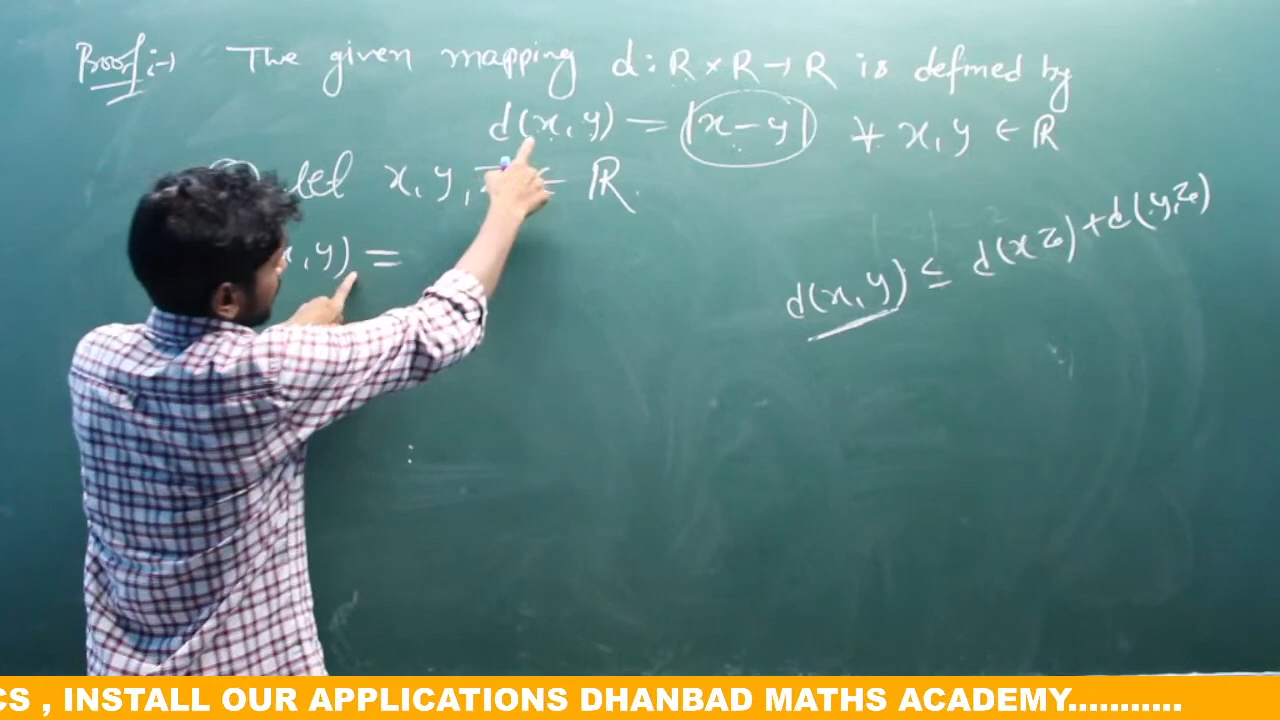 Proof :→ The given mapping d : R × R → R is defined by
d(x, y) = |x - y| ∀ x, y ∈ R
let x, y, z ∈ ℝ.
x, y) =
d(x, y) ≤ d(x z) + d(y, z)
CS , INSTALL OUR APPLICATIONS DHANBAD MATHS ACADEMY...........